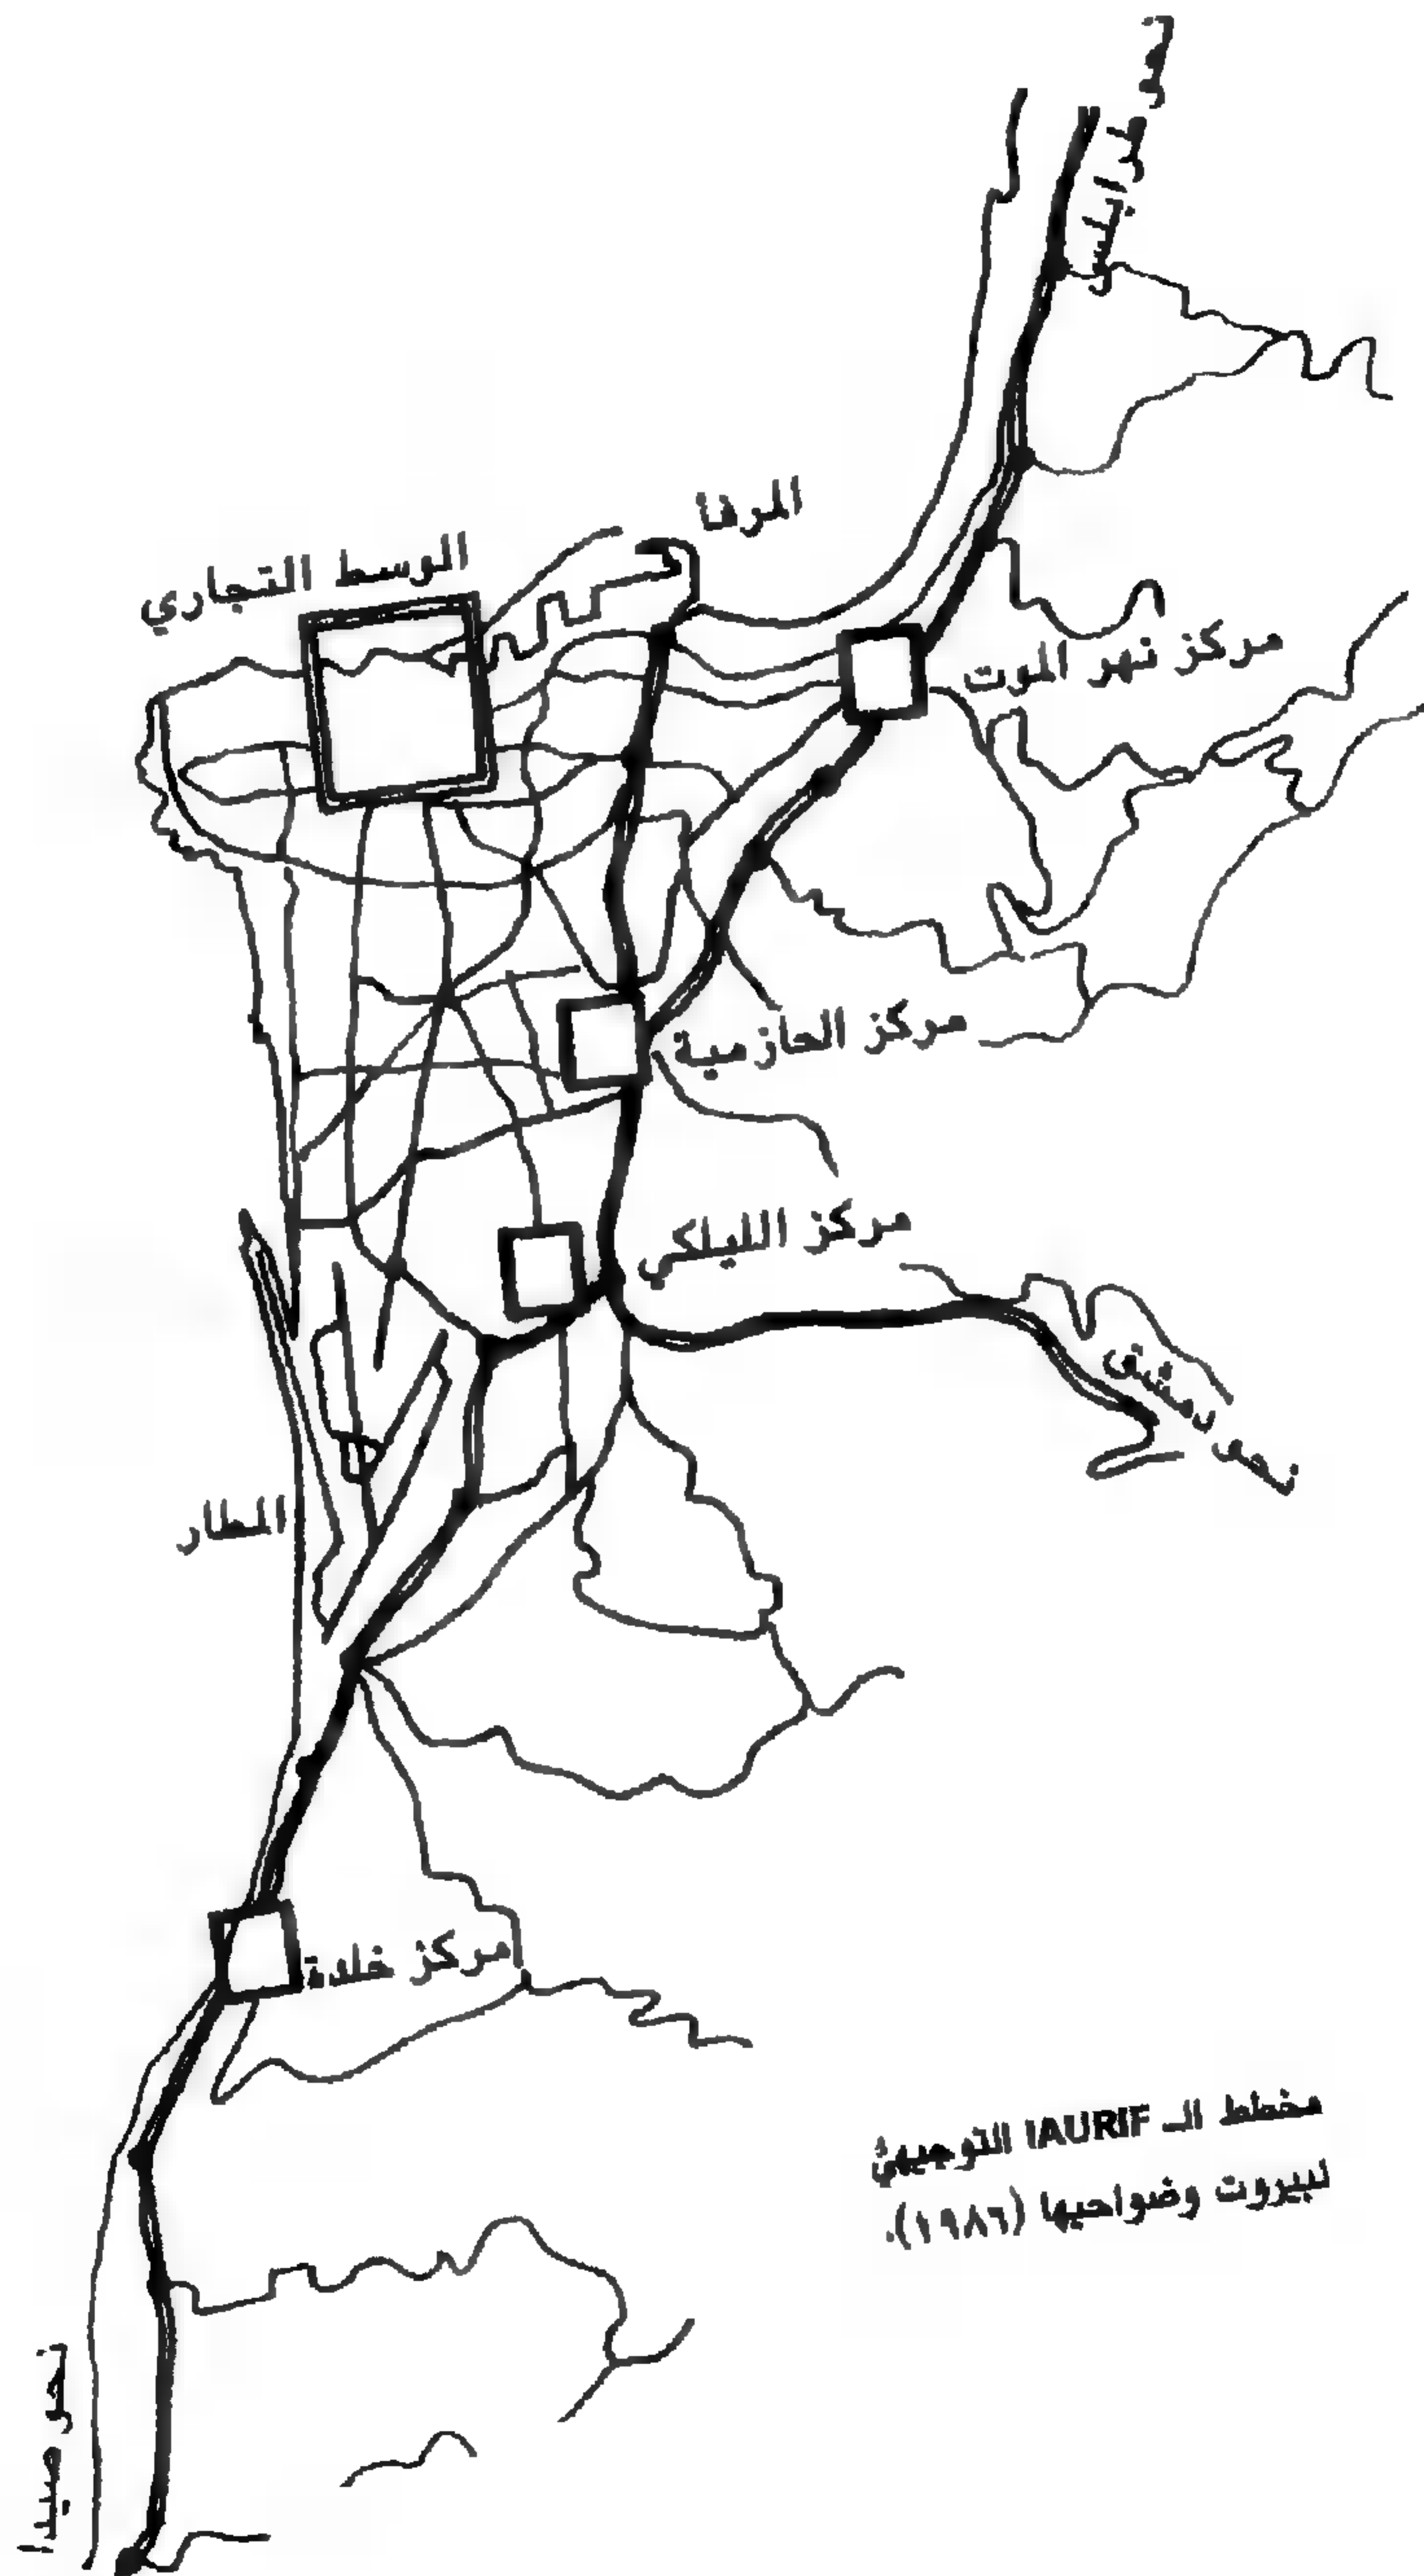 نحو طرابلس
المرفأ
الوسط التجاري
مركز نهر الموت
مركز الحازمية
مركز الليلكي
نحو دمشق
المطار
مركز خلدة
مخطط الـ IAURIF التوجيهي
لبيروت وضواحيها (١٩٨٦).
نحو صيدا